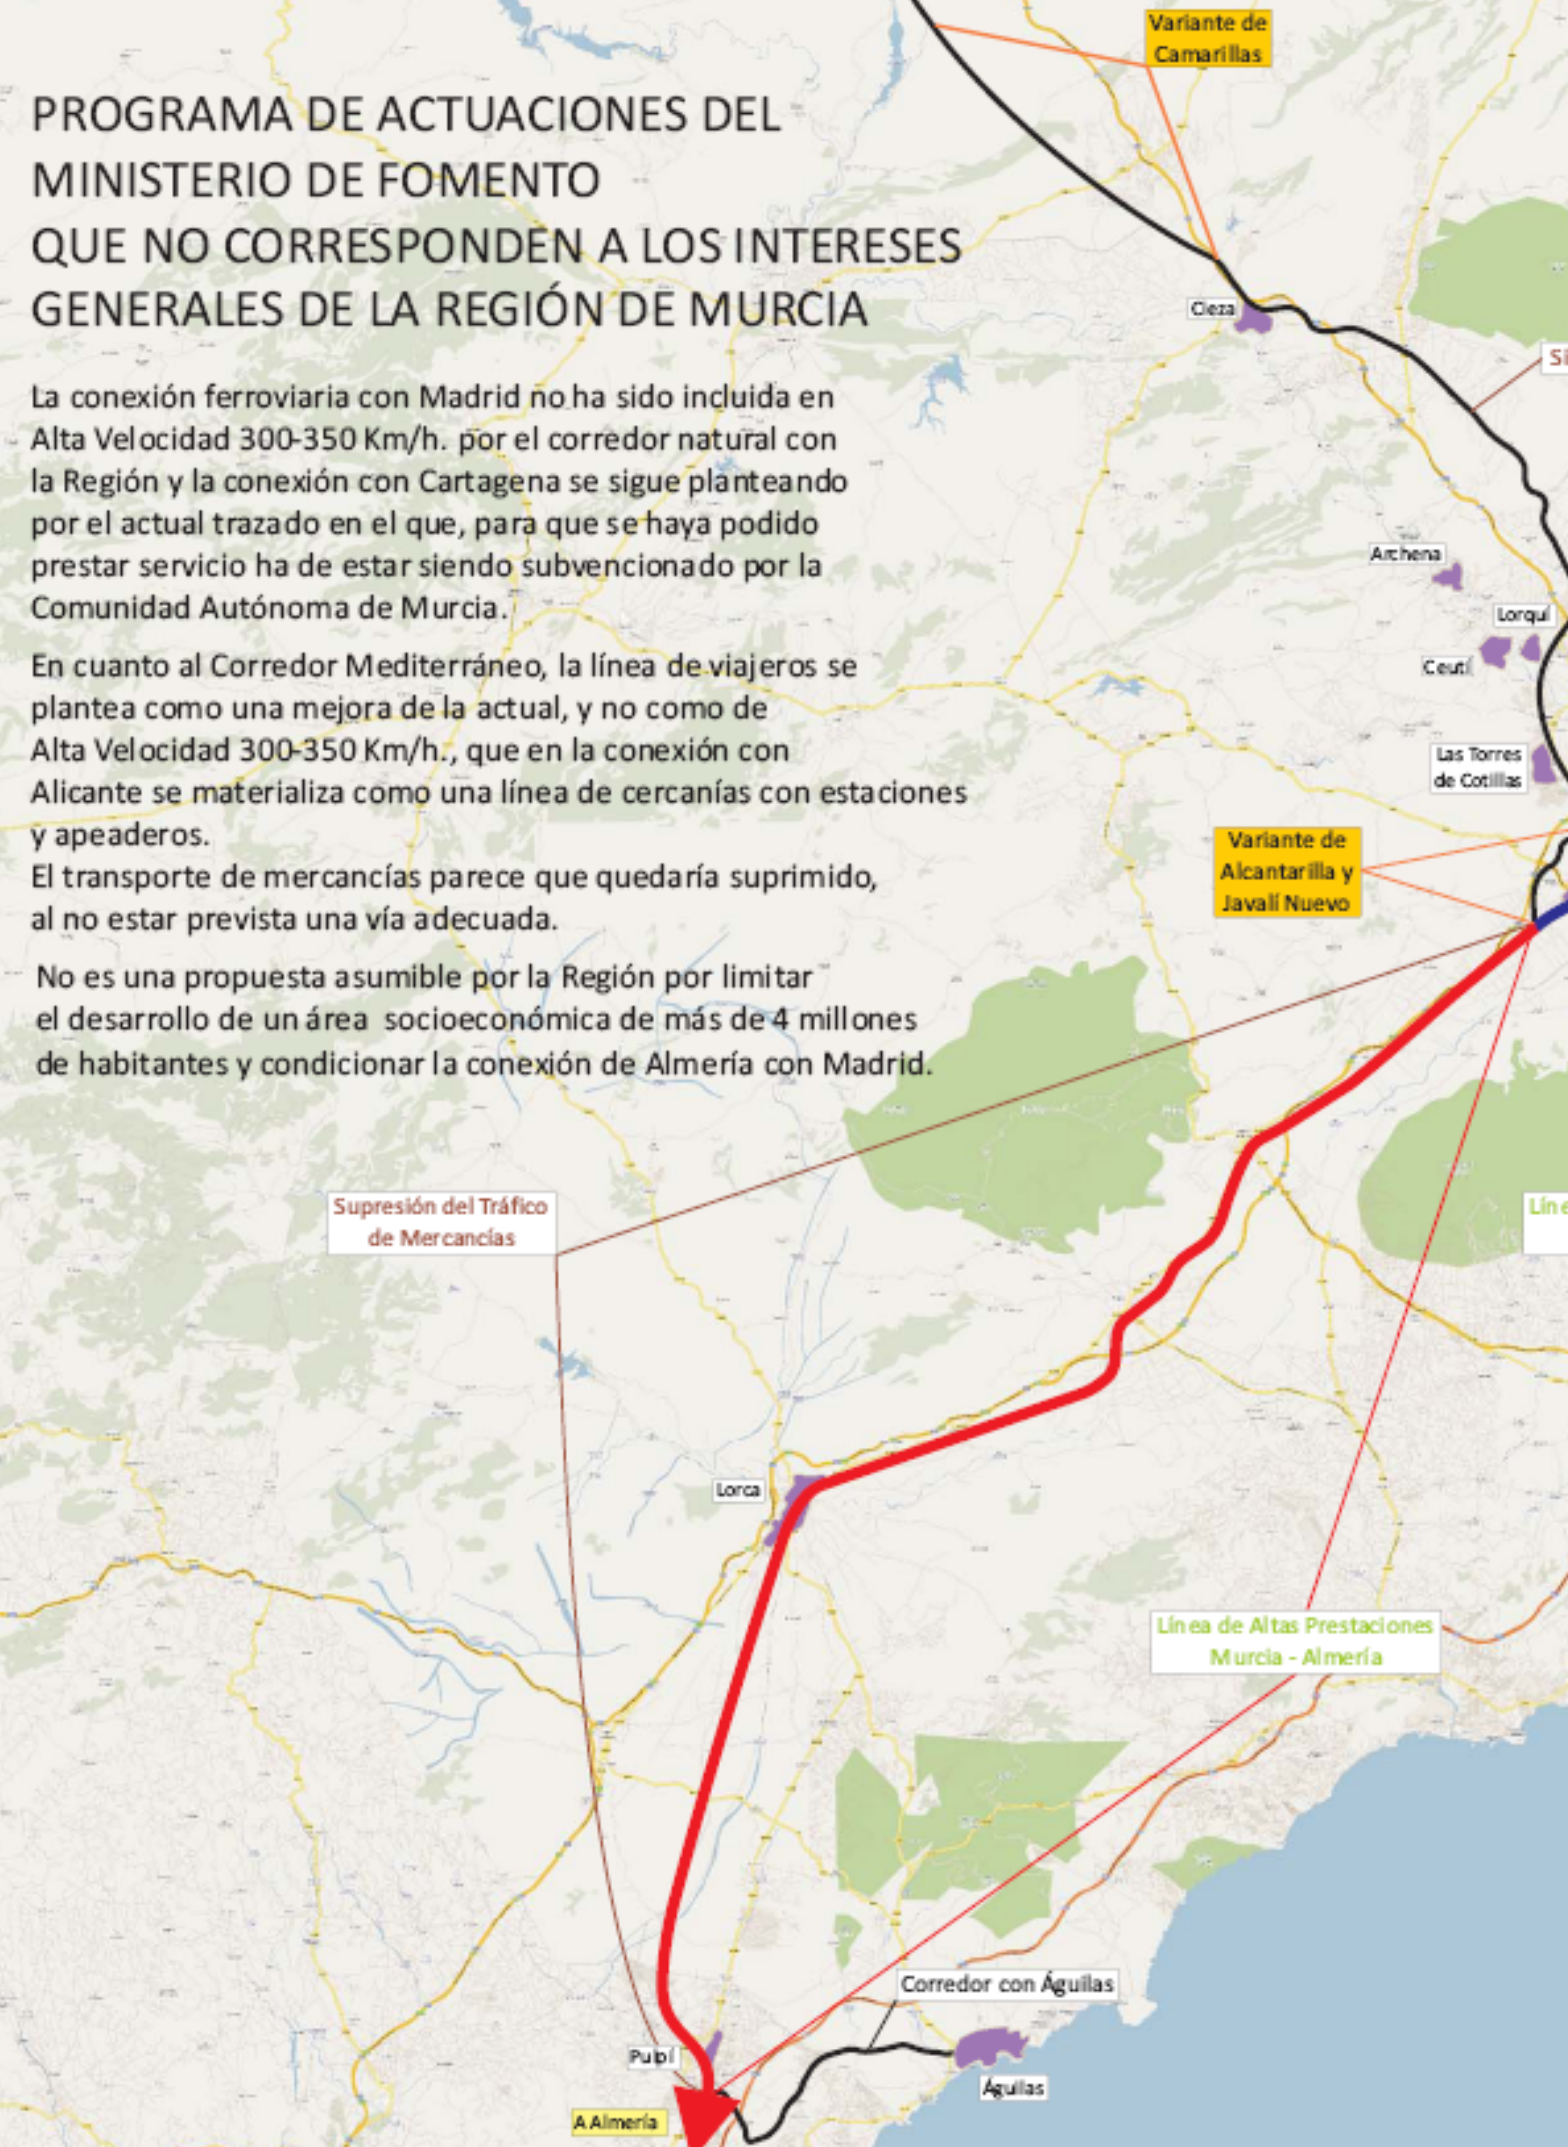 Variante de
Camarillas
PROGRAMA DE ACTUACIONES DEL
MINISTERIO DE FOMENTO
QUE NO CORRESPONDEN A LOS INTERESES
GENERALES DE LA REGIÓN DE MURCIA
Cieza
La conexión ferroviaria con Madrid no ha sido incluida en
Alta Velocidad 300-350 Km/h. por el corredor natural con
la Región y la conexión con Cartagena se sigue planteando
por el actual trazado en el que, para que se haya podido
prestar servicio ha de estar siendo subvencionado por la
Comunidad Autónoma de Murcia.
Archena
Lorquí
Ceutí
En cuanto al Corredor Mediterráneo, la línea de viajeros se
plantea como una mejora de la actual, y no como de
Alta Velocidad 300-350 Km/h., que en la conexión con
Alicante se materializa como una línea de cercanías con estaciones
y apeaderos.
El transporte de mercancías parece que quedaría suprimido,
al no estar prevista una vía adecuada.
Las Torres
de Cotillas
Variante de
Alcantarilla y
Javalí Nuevo
No es una propuesta asumible por la Región por limitar
el desarrollo de un área socioeconómica de más de 4 millones
de habitantes y condicionar la conexión de Almería con Madrid.
Supresión del Tráfico
de Mercancías
Lorca
Línea de Altas Prestaciones
Murcia - Almería
Corredor con Águilas
Pulpí
Águilas
A Almería